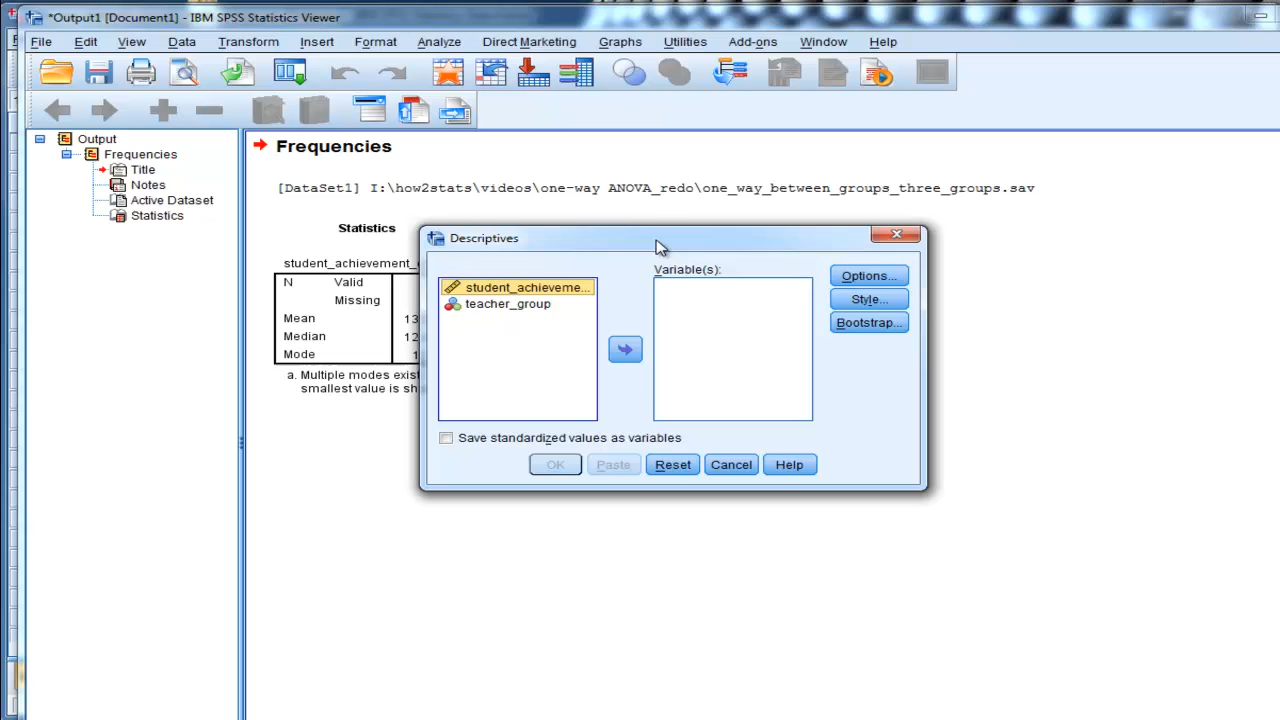 *Output1 [Document1] - IBM SPSS Statistics Viewer
File Edit View Data Transform Insert Format Analyze Direct Marketing Graphs Utilities Add-ons Window Help
Output
Frequencies
Title
Notes
Active Dataset
Statistics
Frequencies
[DataSet1] I:\how2stats\videos\one-way ANOVA_redo\one_way_between_groups_three_groups.sav
Statistics
student_achievement_
N Valid
Missing
Mean 13
Median 12
Mode 1
a. Multiple modes exist
smallest value is sh
Descriptives
student_achieveme...
teacher_group
Variable(s):
Options...
Style...
Bootstrap...
Save standardized values as variables
OK Paste Reset Cancel Help